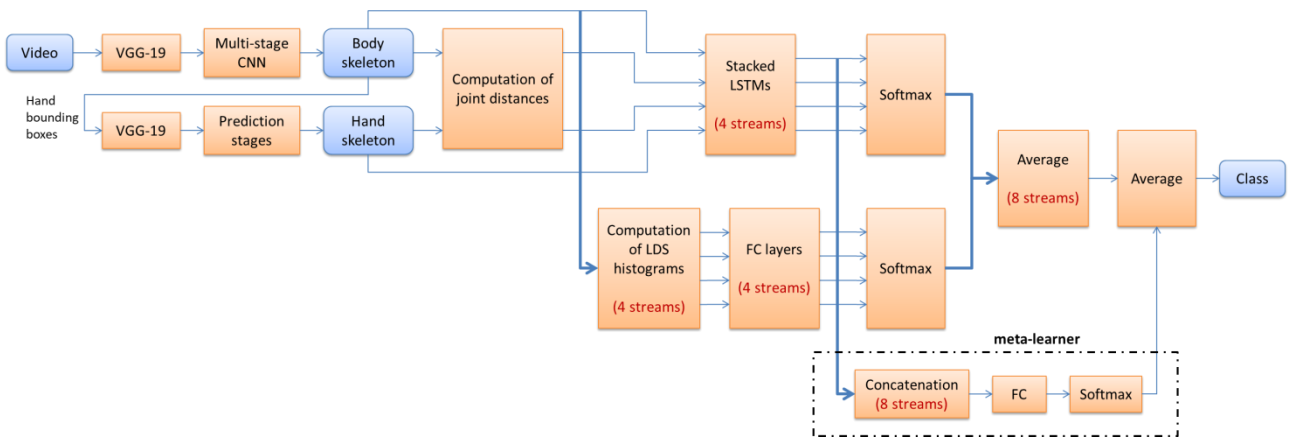 Video
VGG-19
Multi-stage
CNN
Body
skeleton
Hand
bounding
boxes
VGG-19
Prediction
stages
Hand
skeleton
Computation of
joint distances
Stacked
LSTMs
(4 streams)
Softmax
Computation
of LDS
histograms
(4 streams)
FC layers
(4 streams)
Softmax
Average
(8 streams)
Average
Class
meta-learner
Concatenation
(8 streams)
FC
Softmax